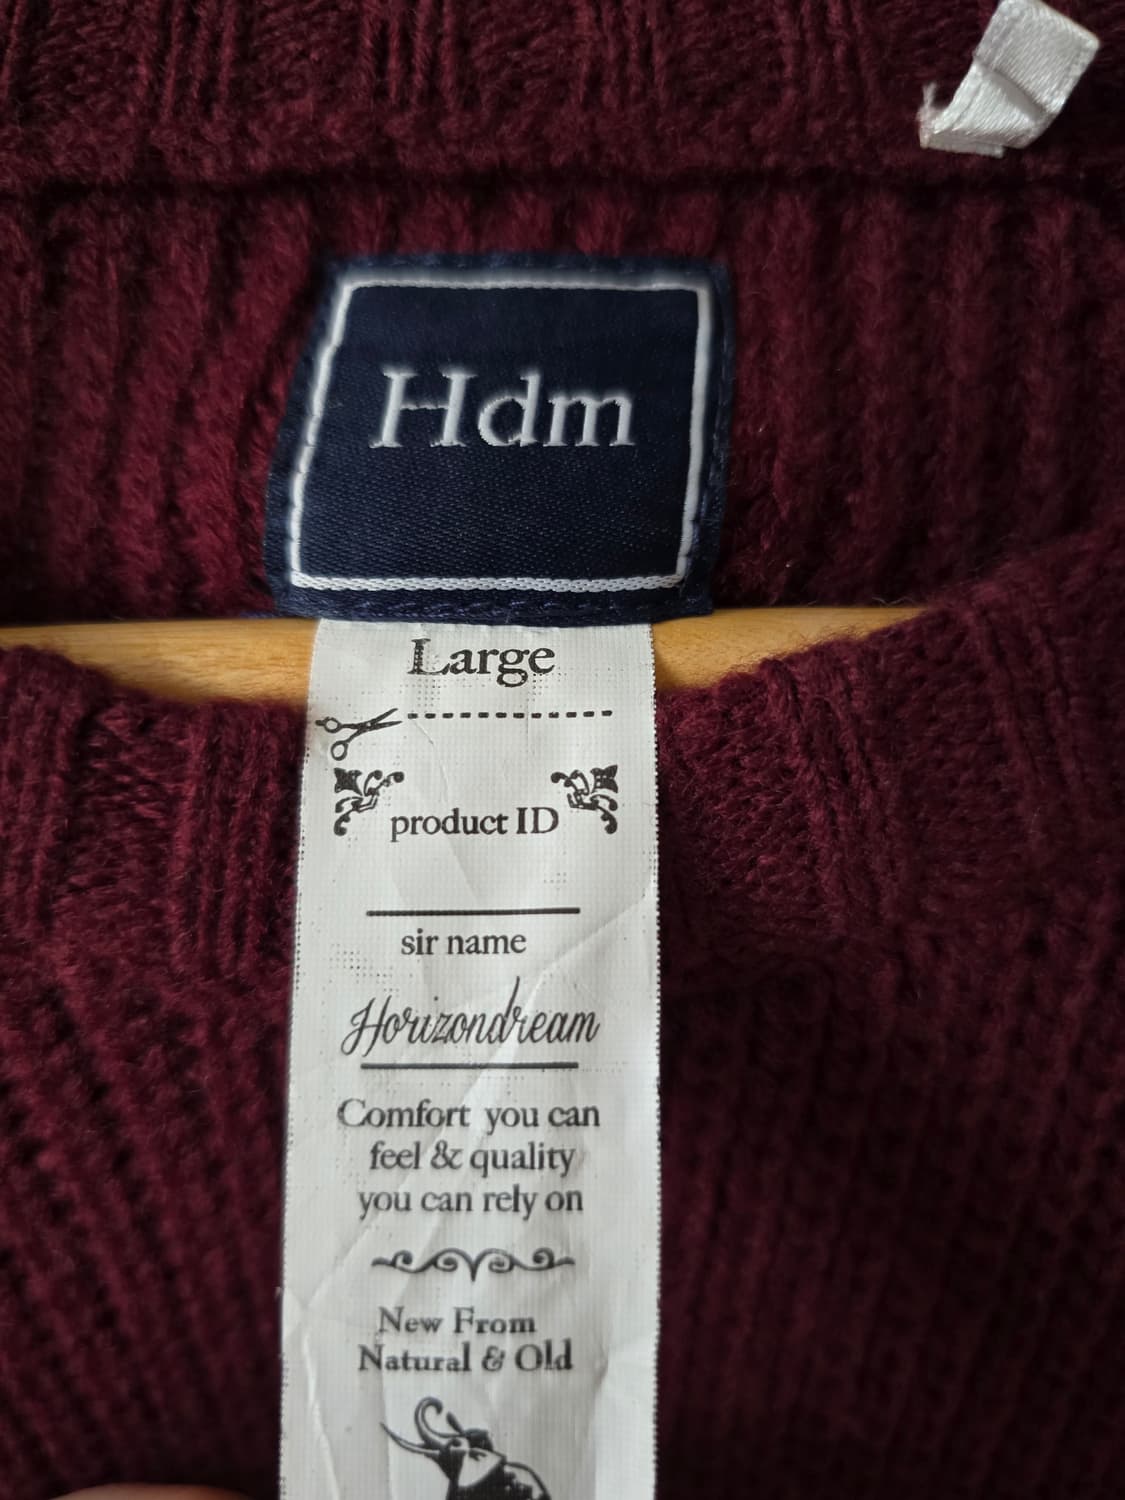 Hdm
Large
product ID
sir name
Horizondream
Comfort you can
feel & quality
you can rely on
New From
Natural & Old